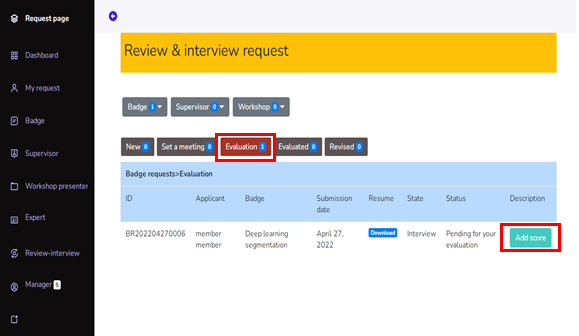 Request page
Dashboard
My request
Badge
Supervisor
Workshop presenter
Expert
Review-interview
Manager 5
Review & interview request
Badge 1 Supervisor 0 Workshop 0
New 0 Set a meeting 0 Evaluation 1 Evaluated 0 Revised 0
Badge requests>Evaluation
ID Applicant Badge Submission date Resume State Status Description
BR202204270006 member member Deep learning segmentation April 27, 2022 Download Interview Pending for your evaluation Add score